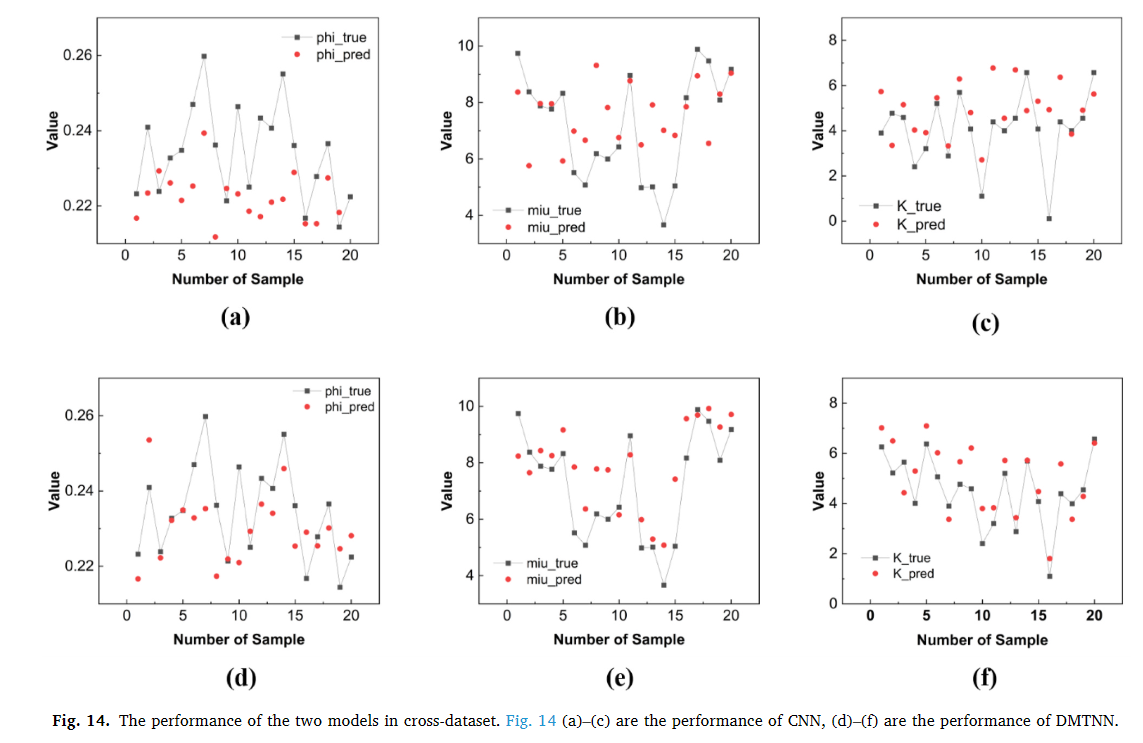 phi_true
phi_pred
0.26
0.24
0.22
Value
0 5 10 15 20
Number of Sample
(a)
miu_true
miu_pred
10
8
6
4
Value
0 5 10 15 20
Number of Sample
(b)
K_true
K_pred
8
6
4
2
0
Value
0 5 10 15 20
Number of Sample
(c)
phi_true
phi_pred
0.26
0.24
0.22
Value
0 5 10 15 20
Number of Sample
(d)
miu_true
miu_pred
10
8
6
4
Value
0 5 10 15 20
Number of Sample
(e)
K_true
K_pred
8
6
4
2
0
Value
0 5 10 15 20
Number of Sample
(f)
Fig. 14. The performance of the two models in cross-dataset. Fig. 14 (a)–(c) are the performance of CNN, (d)–(f) are the performance of DMTNN.